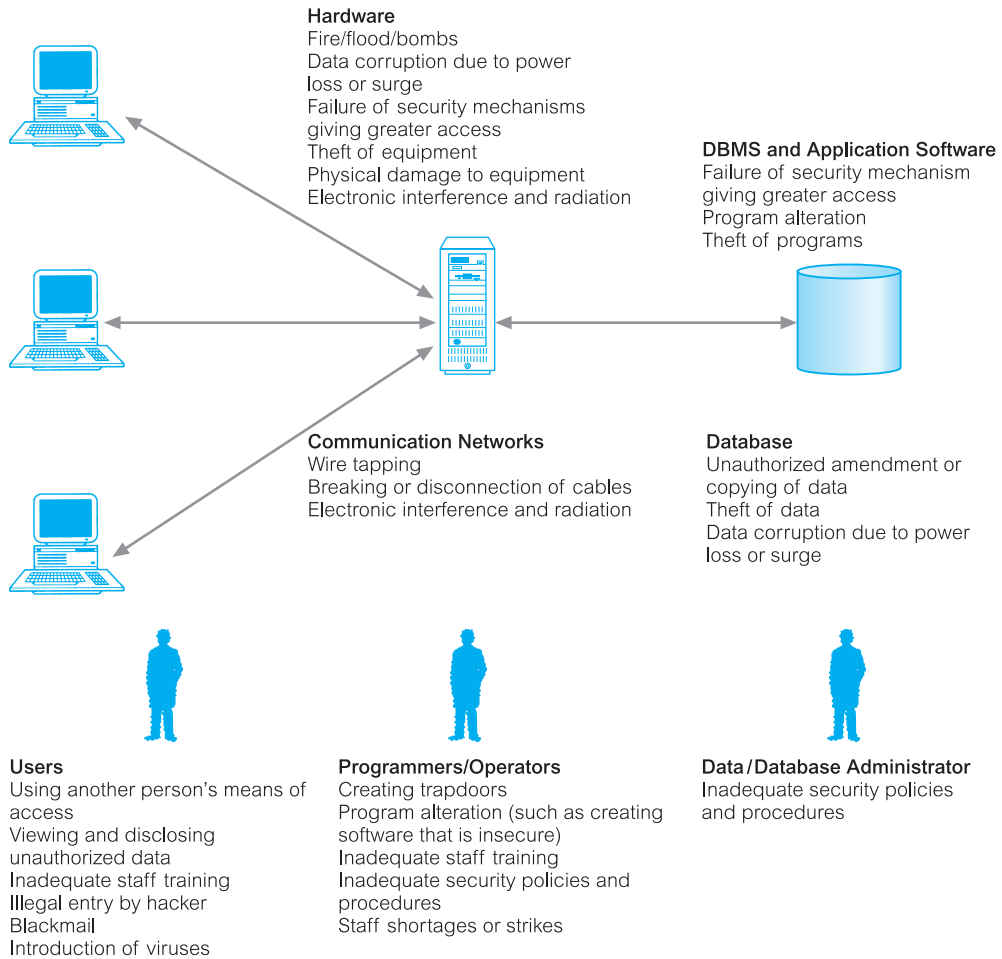 Hardware
Fire/flood/bombs
Data corruption due to power
loss or surge
Failure of security mechanisms
giving greater access
Theft of equipment
Physical damage to equipment
Electronic interference and radiation
DBMS and Application Software
Failure of security mechanism
giving greater access
Program alteration
Theft of programs
Communication Networks
Wire tapping
Breaking or disconnection of cables
Electronic interference and radiation
Database
Unauthorized amendment or
copying of data
Theft of data
Data corruption due to power
loss or surge
Users
Using another person's means of
access
Viewing and disclosing
unauthorized data
Inadequate staff training
Illegal entry by hacker
Blackmail
Introduction of viruses
Programmers/Operators
Creating trapdoors
Program alteration (such as creating
software that is insecure)
Inadequate staff training
Inadequate security policies and
procedures
Staff shortages or strikes
Data/Database Administrator
Inadequate security policies
and procedures